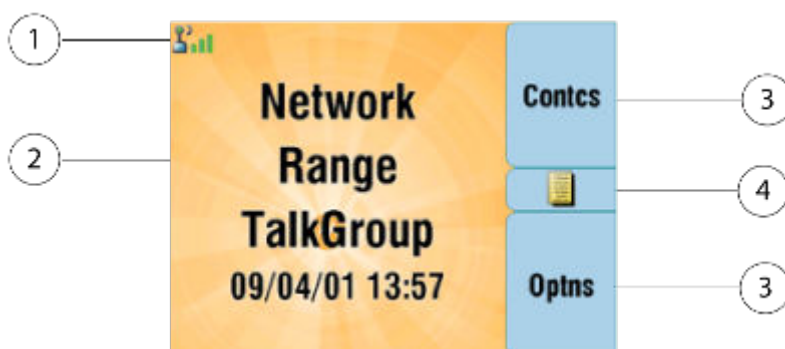 1
2
Network
Range
TalkGroup
09/04/01 13:57
Contcs
3
4
Optns
3